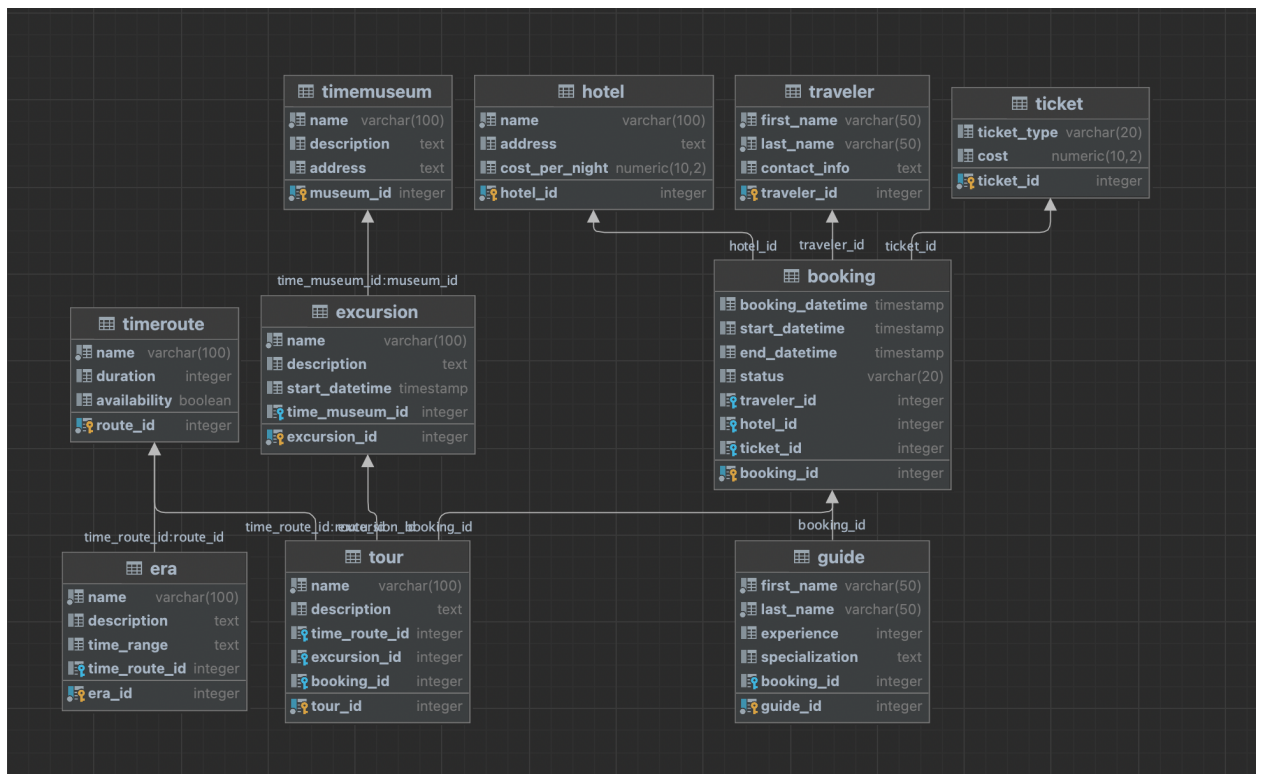 timemuseum
name varchar(100)
description text
address text
museum_id integer
hotel
name varchar(100)
address text
cost_per_night numeric(10,2)
hotel_id integer
traveler
first_name varchar(50)
last_name varchar(50)
contact_info text
traveler_id integer
ticket
ticket_type varchar(20)
cost numeric(10,2)
ticket_id integer
hotel_id
traveler_id
ticket_id
time_museum_id:museum_id
timeroute
name varchar(100)
duration integer
availability boolean
route_id integer
excursion
name varchar(100)
description text
start_datetime timestamp
time_museum_id integer
excursion_id integer
booking
booking_datetime timestamp
start_datetime timestamp
end_datetime timestamp
status varchar(20)
traveler_id integer
hotel_id integer
ticket_id integer
booking_id integer
time_route_id:route_id
time_route_id:route_id
excursion_id
booking_id
booking_id
era
name varchar(100)
description text
time_range text
time_route_id integer
era_id integer
tour
name varchar(100)
description text
time_route_id integer
excursion_id integer
booking_id integer
tour_id integer
guide
first_name varchar(50)
last_name varchar(50)
experience integer
specialization text
booking_id integer
guide_id integer